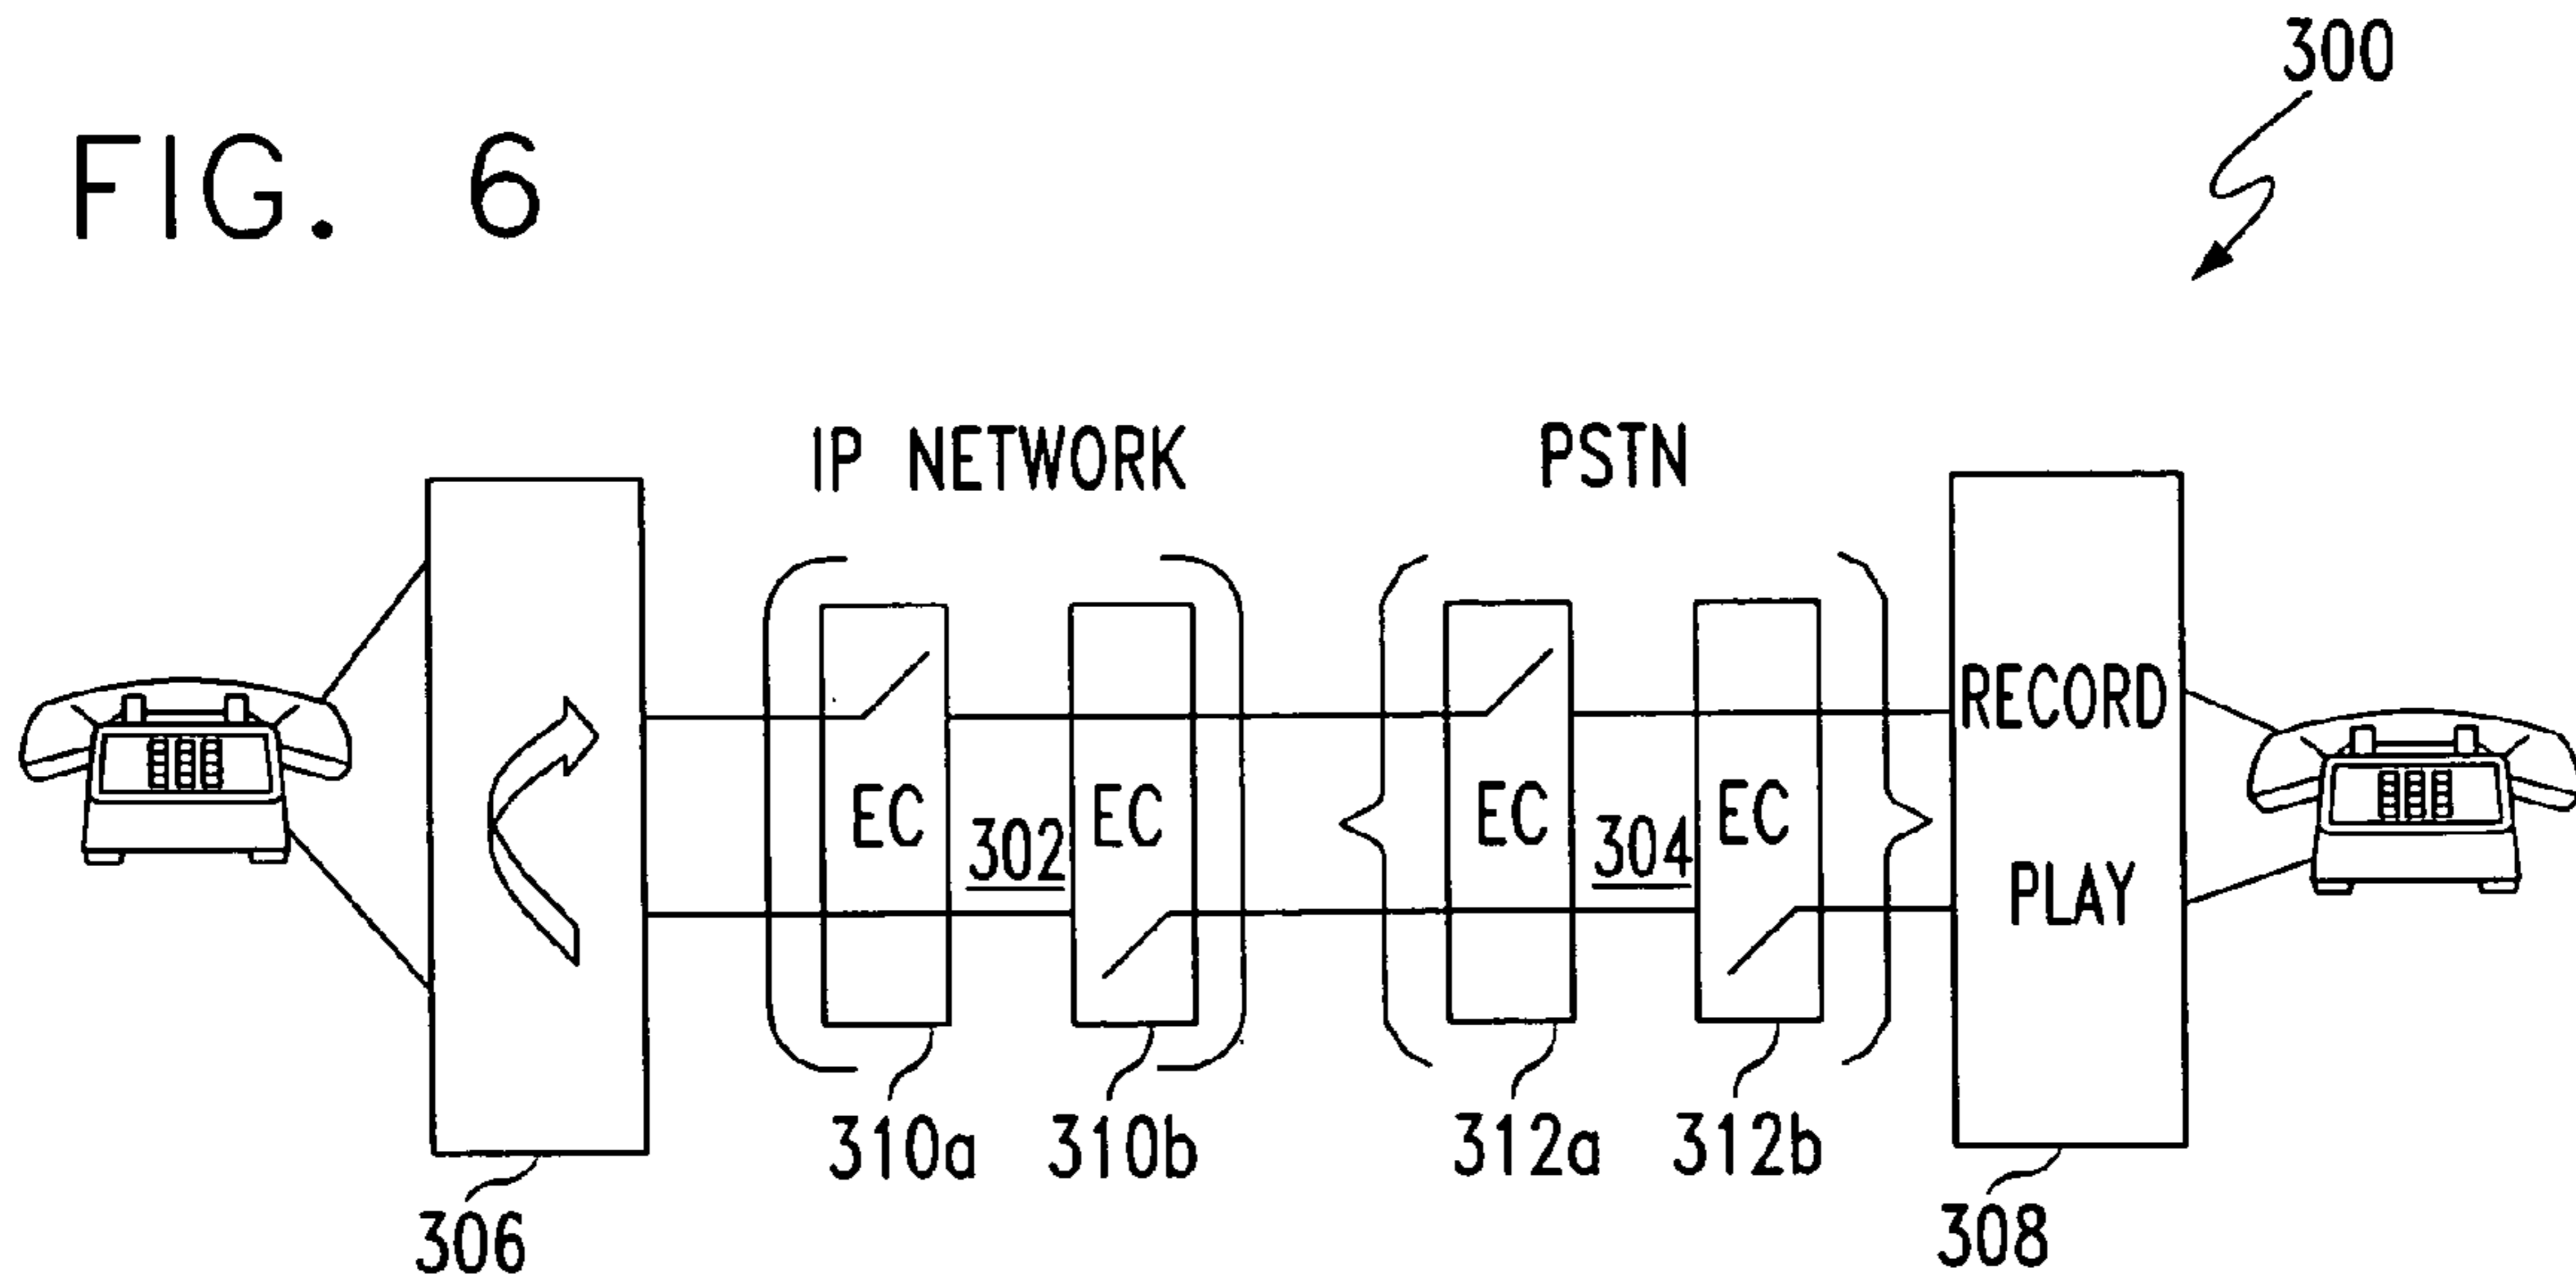 300
FIG. 6
IP NETWORK
PSTN
RECORD
EC
302
EC
EC
304
EC
PLAY
310a
310b
312a
312b
306
308